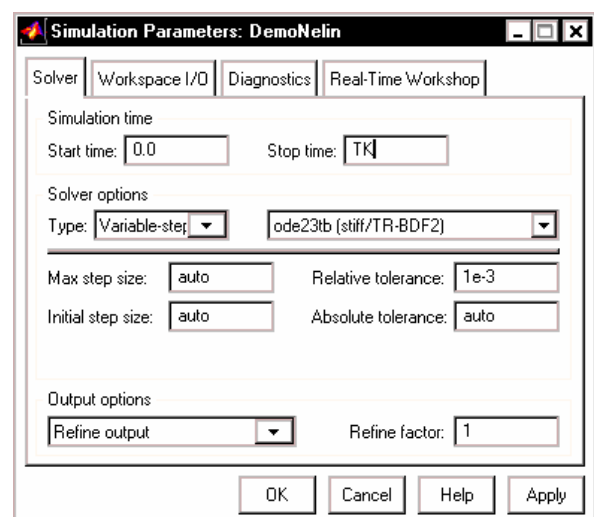 Simulation Parameters: DemoNelin
Solver Workspace I/O Diagnostics Real-Time Workshop
Simulation time
Start time: 0.0 Stop time: TK
Solver options
Type: Variable-step ode23tb (stiff/TR-BDF2)
Max step size: auto Relative tolerance: 1e-3
Initial step size: auto Absolute tolerance: auto
Output options
Refine output Refine factor: 1
OK Cancel Help Apply